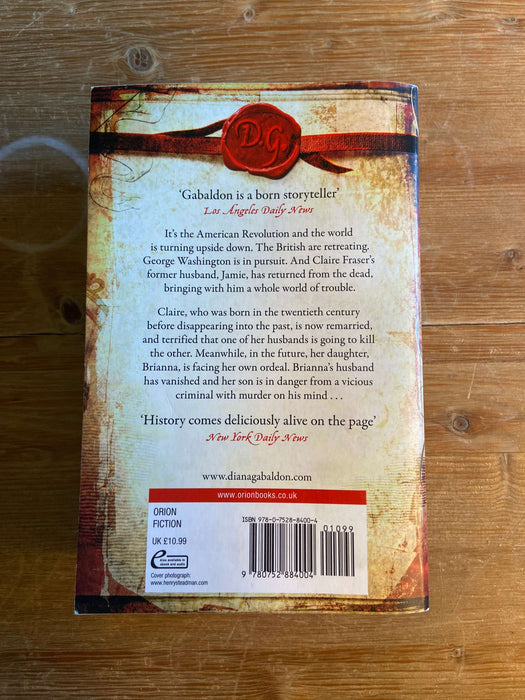 D.G.
‘Gabaldon is a born storyteller’
Los Angeles Daily News
It’s the American Revolution and the world
is turning upside down. The British are retreating.
George Washington is in pursuit. And Claire Fraser’s
former husband, Jamie, has returned from the dead,
bringing with him a whole world of trouble.
Claire, who was born in the twentieth century
before disappearing into the past, is now remarried,
and terrified that one of her husbands is going to kill
the other. Meanwhile, in the future, her daughter,
Brianna, is facing her own ordeal. Brianna’s husband
has vanished and her son is in danger from a vicious
criminal with murder on his mind . . .
‘History comes deliciously alive on the page’
New York Daily News
www.dianagabaldon.com
www.orionbooks.co.uk
ORION
FICTION
UK £10.99
e
Also available in
ebook and audio
Cover photograph:
www.henrysteadman.com
ISBN 978-0-7528-8400-4
01099
9 780752 884004